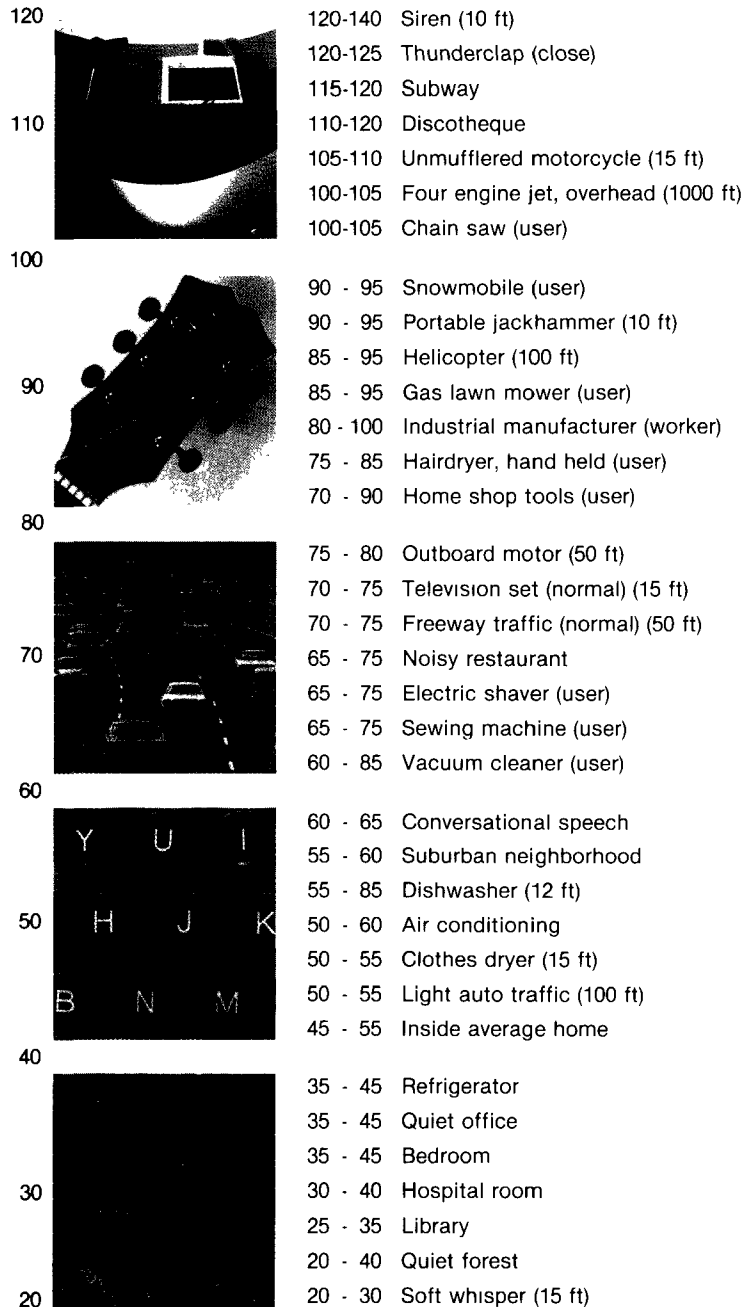 120
120-140 Siren (10 ft)
120-125 Thunderclap (close)
115-120 Subway
110
110-120 Discotheque
105-110 Unmufflered motorcycle (15 ft)
100-105 Four engine jet, overhead (1000 ft)
100-105 Chain saw (user)
100
90 - 95 Snowmobile (user)
90 - 95 Portable jackhammer (10 ft)
85 - 95 Helicopter (100 ft)
90
85 - 95 Gas lawn mower (user)
80 - 100 Industrial manufacturer (worker)
75 - 85 Hairdryer, hand held (user)
70 - 90 Home shop tools (user)
80
75 - 80 Outboard motor (50 ft)
70 - 75 Television set (normal) (15 ft)
70 - 75 Freeway traffic (normal) (50 ft)
70
65 - 75 Noisy restaurant
65 - 75 Electric shaver (user)
65 - 75 Sewing machine (user)
60 - 85 Vacuum cleaner (user)
60
Y U I
60 - 65 Conversational speech
55 - 60 Suburban neighborhood
55 - 85 Dishwasher (12 ft)
50
H J K
50 - 60 Air conditioning
50 - 55 Clothes dryer (15 ft)
50 - 55 Light auto traffic (100 ft)
B N M
45 - 55 Inside average home
40
35 - 45 Refrigerator
35 - 45 Quiet office
35 - 45 Bedroom
30
30 - 40 Hospital room
25 - 35 Library
20 - 40 Quiet forest
20
20 - 30 Soft whisper (15 ft)